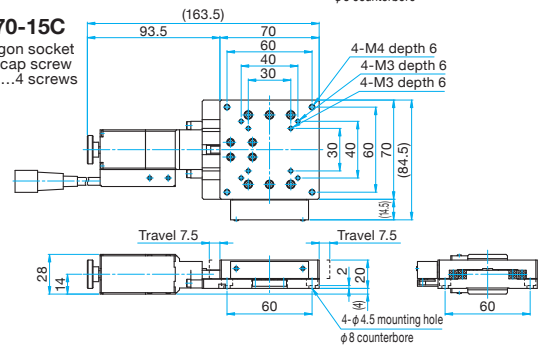 φ8 counterbore
70-15C
gon socket
cap screw
...4 screws
(163.5)
93.5
70
60
40
30
4-M4 depth 6
4-M3 depth 6
4-M3 depth 6
30
40
60
70
(84.5)
(14.5)
Travel 7.5
Travel 7.5
28
14
2
20
(4)
60
60
4-φ4.5 mounting hole
φ8 counterbore